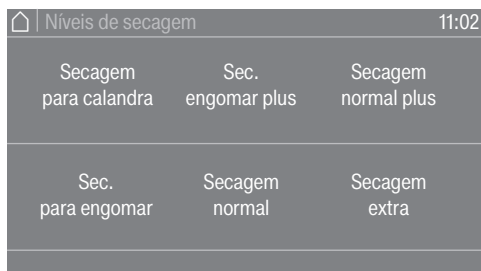 Níveis de secagem 11:02
Secagem Sec. Secagem
para calandra engomar plus normal plus
Sec. Secagem Secagem
para engomar normal extra